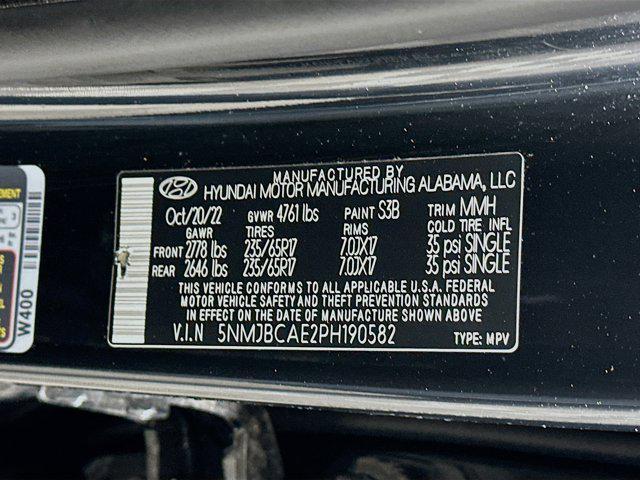 MANUFACTURED BY
HYUNDAI MOTOR MANUFACTURING ALABAMA, LLC
Oct/20/22 GVWR 4761 lbs PAINT S3B TRIM MMH
GAWR TIRES RIMS COLD TIRE INFL
FRONT 2778 lbs 235/65R17 7.0JX17 35 psi SINGLE
REAR 2646 lbs 235/65R17 7.0JX17 35 psi SINGLE
THIS VEHICLE CONFORMS TO ALL APPLICABLE U.S.A. FEDERAL
MOTOR VEHICLE SAFETY AND THEFT PREVENTION STANDARDS
IN EFFECT ON THE DATE OF MANUFACTURE SHOWN ABOVE
V.I.N 5NMJBCAE2PH190582 TYPE: MPV
W400